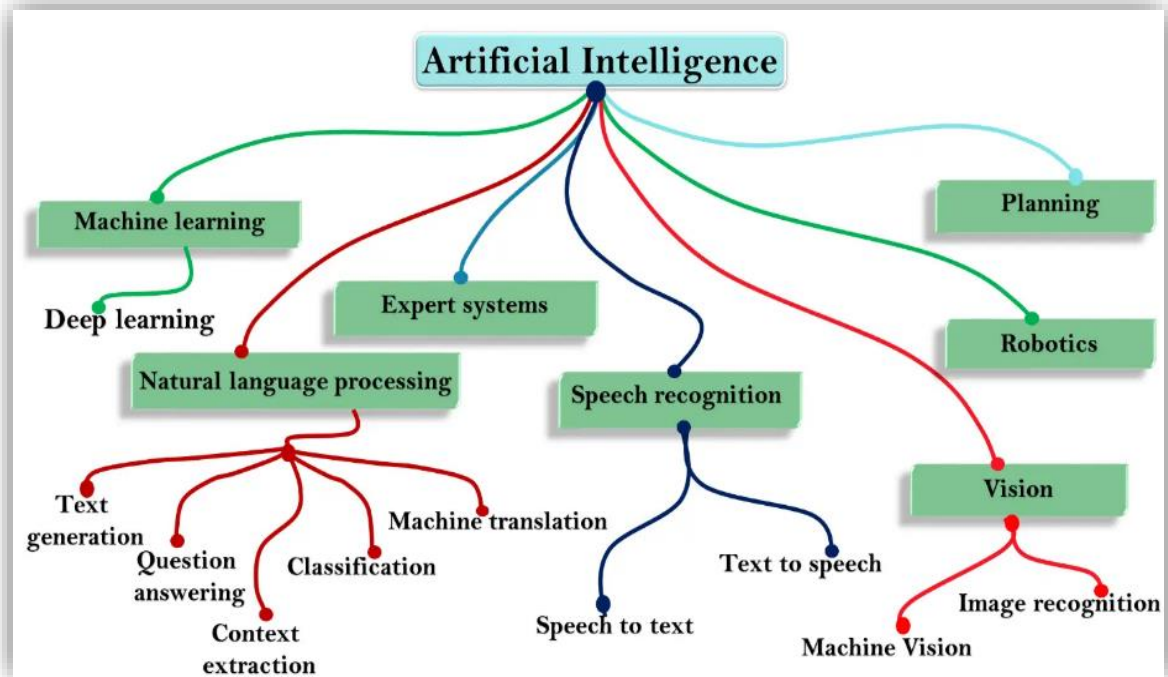 Artificial Intelligence
Machine learning
Planning
Deep learning
Expert systems
Robotics
Natural language processing
Speech recognition
Vision
Text
generation
Question
answering
Context
extraction
Classification
Machine translation
Speech to text
Text to speech
Machine Vision
Image recognition